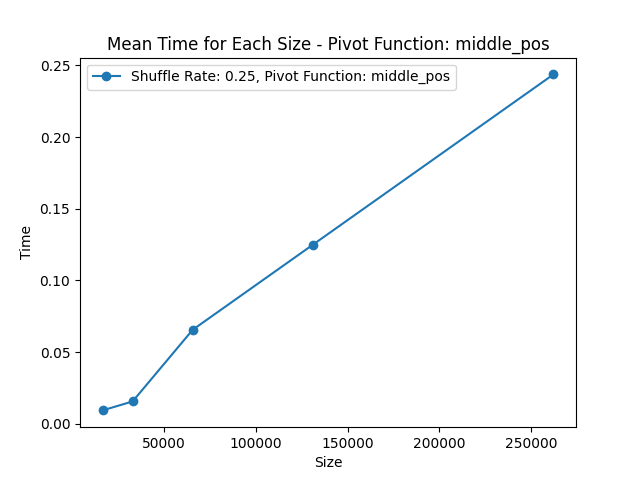 Mean Time for Each Size - Pivot Function: middle_pos
Shuffle Rate: 0.25, Pivot Function: middle_pos
0.25
0.20
0.15
0.10
0.05
0.00
Time
50000 100000 150000 200000 250000
Size